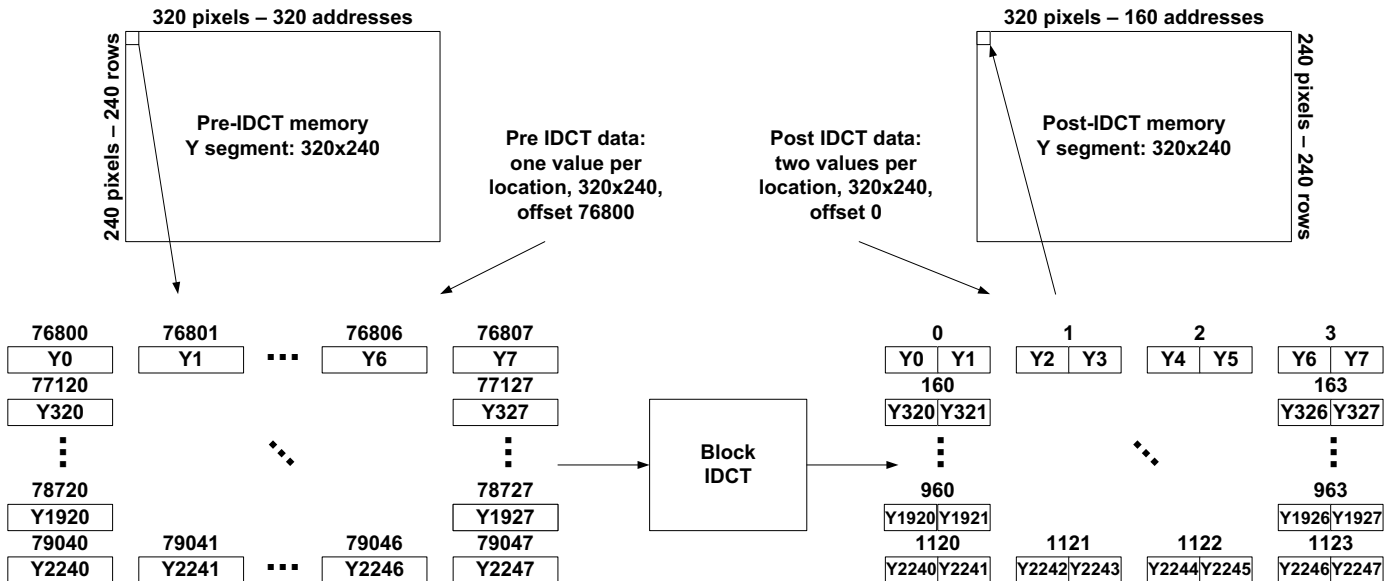 320 pixels – 320 addresses
240 pixels – 240 rows
Pre-IDCT memory
Y segment: 320x240
Pre IDCT data:
one value per
location, 320x240,
offset 76800
Post IDCT data:
two values per
location, 320x240,
offset 0
320 pixels – 160 addresses
Post-IDCT memory
Y segment: 320x240
240 pixels – 240 rows
76800 76801 76806 76807
Y0 Y1 Y6 Y7
77120 77127
Y320 Y327
78720 78727
Y1920 Y1927
79040 79041 79046 79047
Y2240 Y2241 Y2246 Y2247
Block
IDCT
0 1 2 3
Y0 Y1 Y2 Y3 Y4 Y5 Y6 Y7
160 163
Y320 Y321 Y326 Y327
960 963
Y1920 Y1921 Y1926 Y1927
1120 1121 1122 1123
Y2240 Y2241 Y2242 Y2243 Y2244 Y2245 Y2246 Y2247